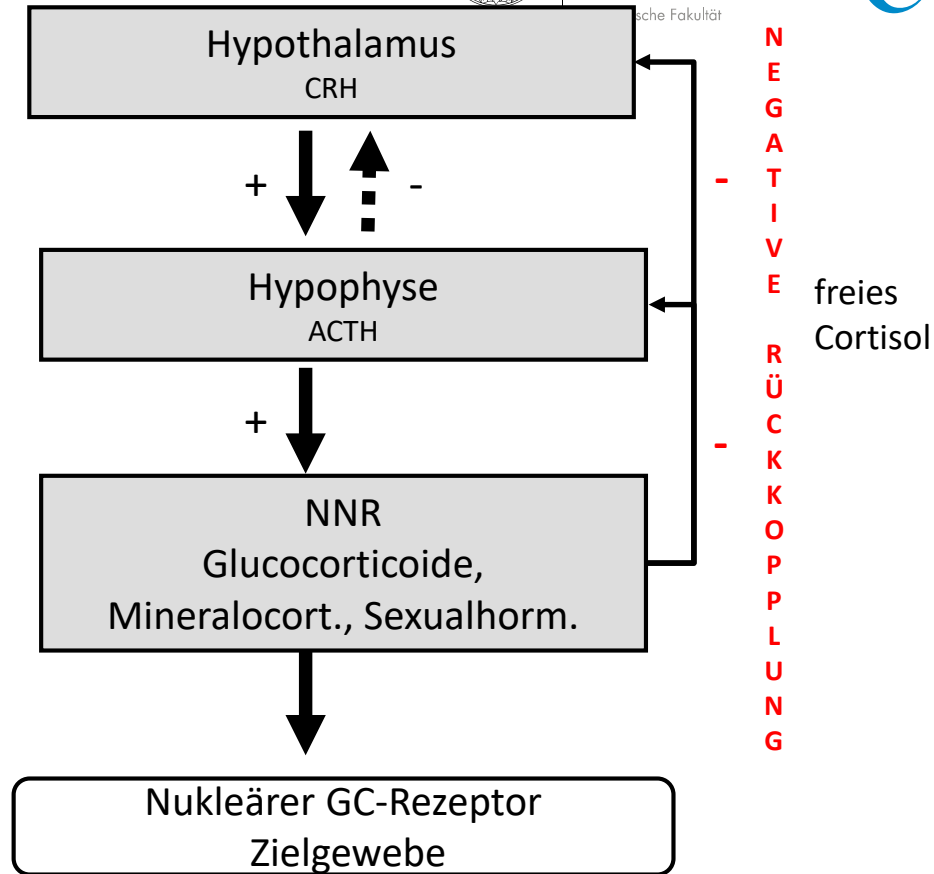 sche Fakultät
Hypothalamus
CRH
+
-
Hypophyse
ACTH
+
NNR
Glucocorticoide,
Mineralocort., Sexualhorm.
Nukleärer GC-Rezeptor
Zielgewebe
-
-
NEGATIVE RÜCKKOPPLUNG
freies
Cortisol